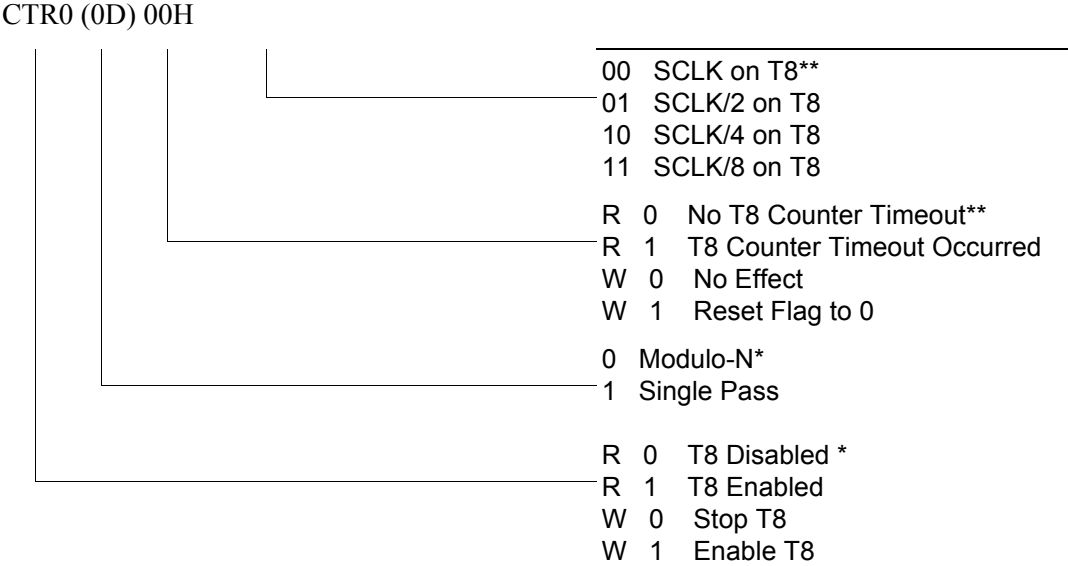 CTR0 (0D) 00H
00 SCLK on T8**
01 SCLK/2 on T8
10 SCLK/4 on T8
11 SCLK/8 on T8
R 0 No T8 Counter Timeout**
R 1 T8 Counter Timeout Occurred
W 0 No Effect
W 1 Reset Flag to 0
0 Modulo-N*
1 Single Pass
R 0 T8 Disabled *
R 1 T8 Enabled
W 0 Stop T8
W 1 Enable T8